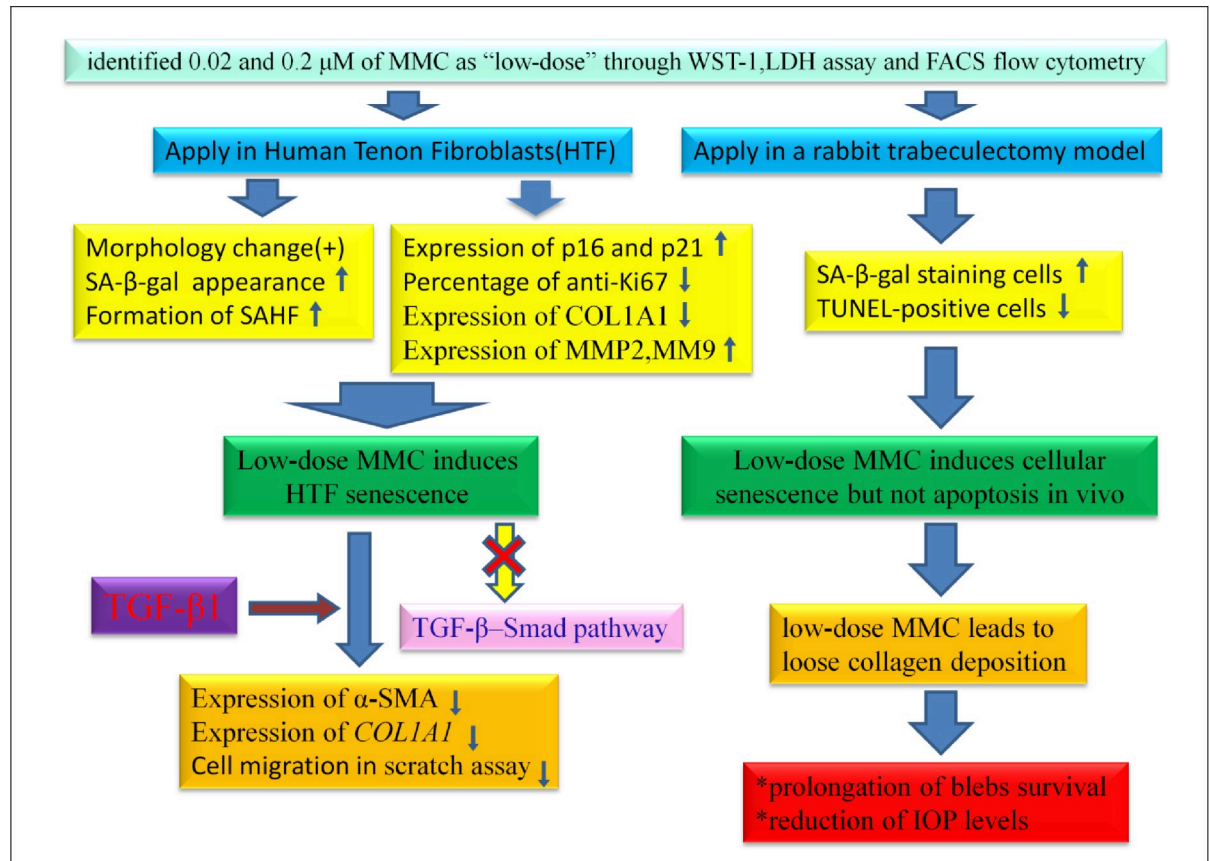 identified 0.02 and 0.2 μM of MMC as “low-dose” through WST-1,LDH assay and FACS flow cytometry
Apply in Human Tenon Fibroblasts(HTF)
Apply in a rabbit trabeculectomy model
Morphology change(+)
SA-β-gal appearance ↑
Formation of SAHF ↑
Expression of p16 and p21 ↑
Percentage of anti-Ki67 ↓
Expression of COL1A1 ↓
Expression of MMP2,MM9 ↑
SA-β-gal staining cells ↑
TUNEL-positive cells ↓
Low-dose MMC induces
HTF senescence
Low-dose MMC induces cellular
senescence but not apoptosis in vivo
TGF-β1
TGF-β–Smad pathway
low-dose MMC leads to
loose collagen deposition
Expression of α-SMA ↓
Expression of COL1A1 ↓
Cell migration in scratch assay ↓
*prolongation of blebs survival
*reduction of IOP levels